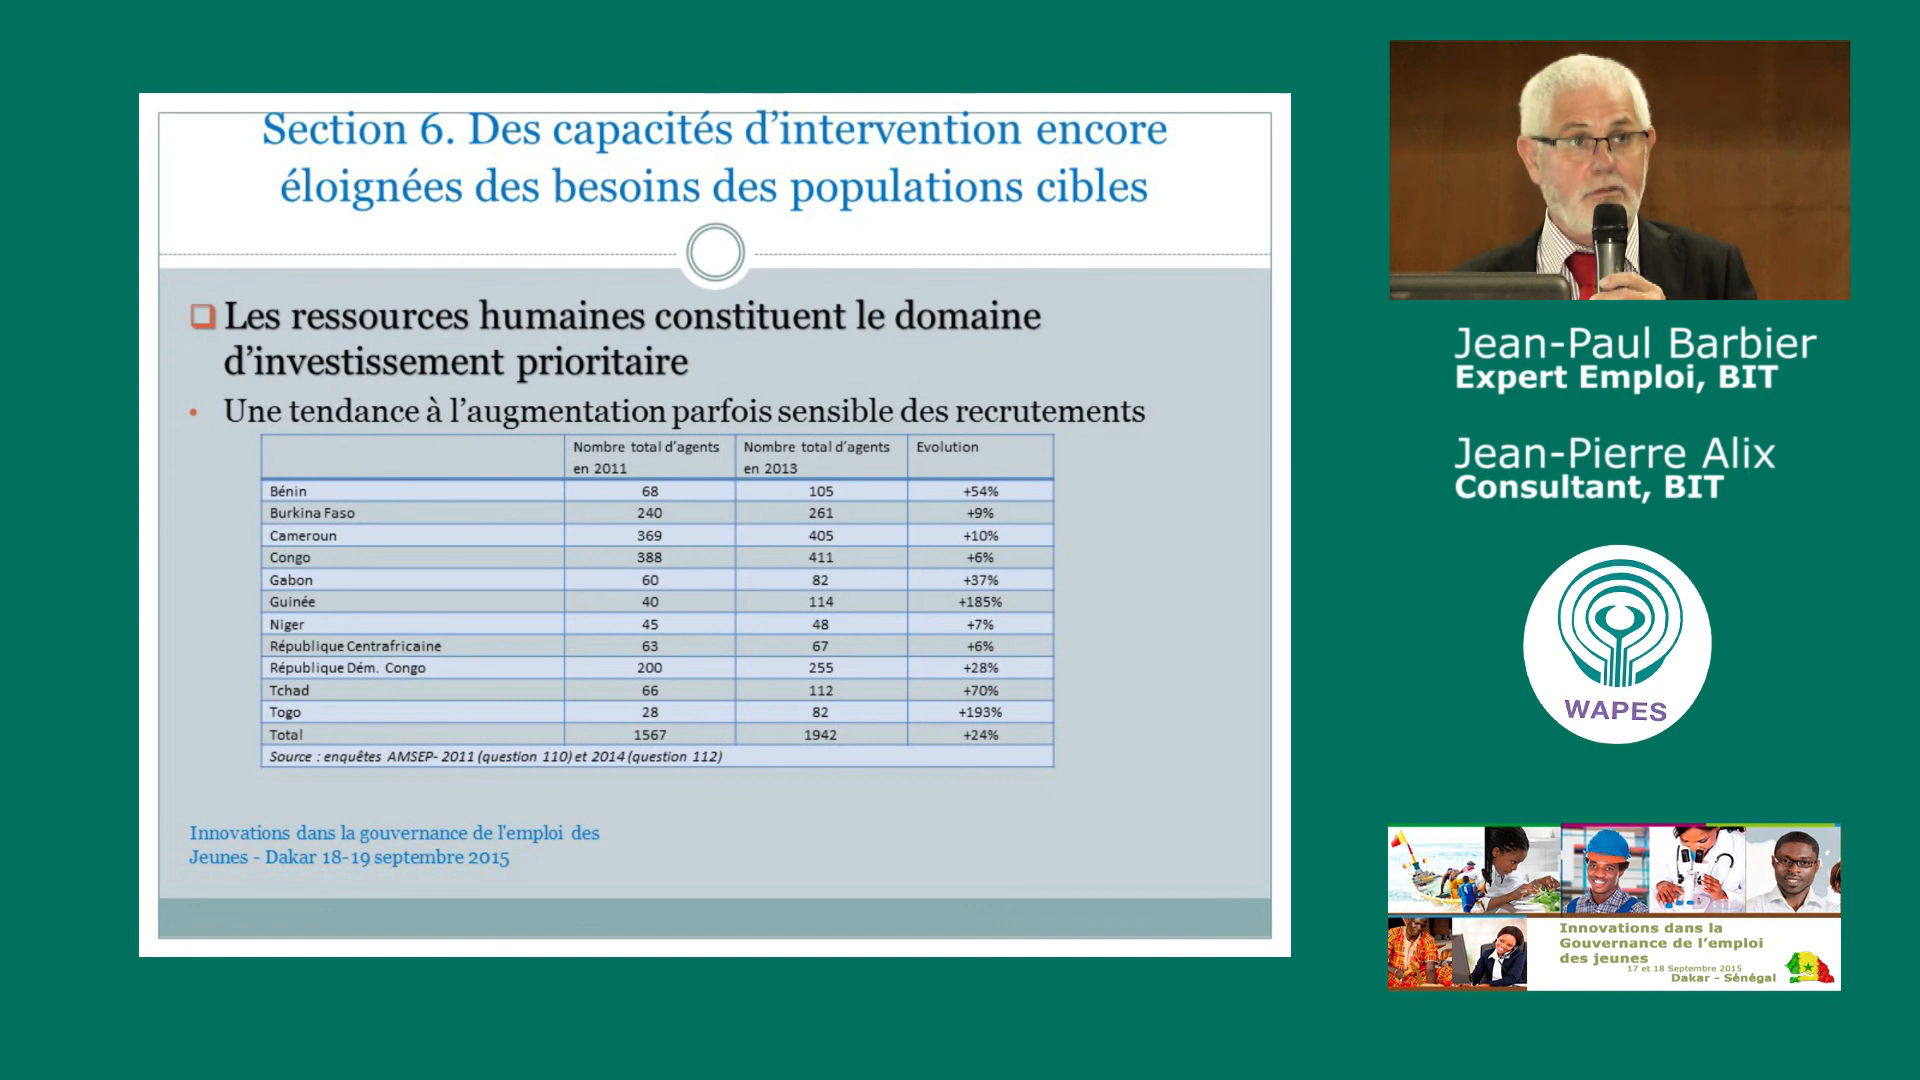 Section 6. Des capacités d’intervention encore
éloignées des besoins des populations cibles
Les ressources humaines constituent le domaine
d’investissement prioritaire
• Une tendance à l’augmentation parfois sensible des recrutements
Nombre total d’agents en 2011 Nombre total d’agents en 2013 Evolution
Bénin 68 105 +54%
Burkina Faso 240 261 +9%
Cameroun 369 405 +10%
Congo 388 411 +6%
Gabon 60 82 +37%
Guinée 40 114 +185%
Niger 45 48 +7%
République Centrafricaine 63 67 +6%
République Dém. Congo 200 255 +28%
Tchad 66 112 +70%
Togo 28 82 +193%
Total 1567 1942 +24%
Source : enquêtes AMSEP- 2011 (question 110) et 2014 (question 112)
Innovations dans la gouvernance de l'emploi des
Jeunes - Dakar 18-19 septembre 2015
Jean-Paul Barbier
Expert Emploi, BIT
Jean-Pierre Alix
Consultant, BIT
WAPES
Innovations dans la
Gouvernance de l’emploi
des jeunes
17 et 18 Septembre 2015
Dakar - Sénégal